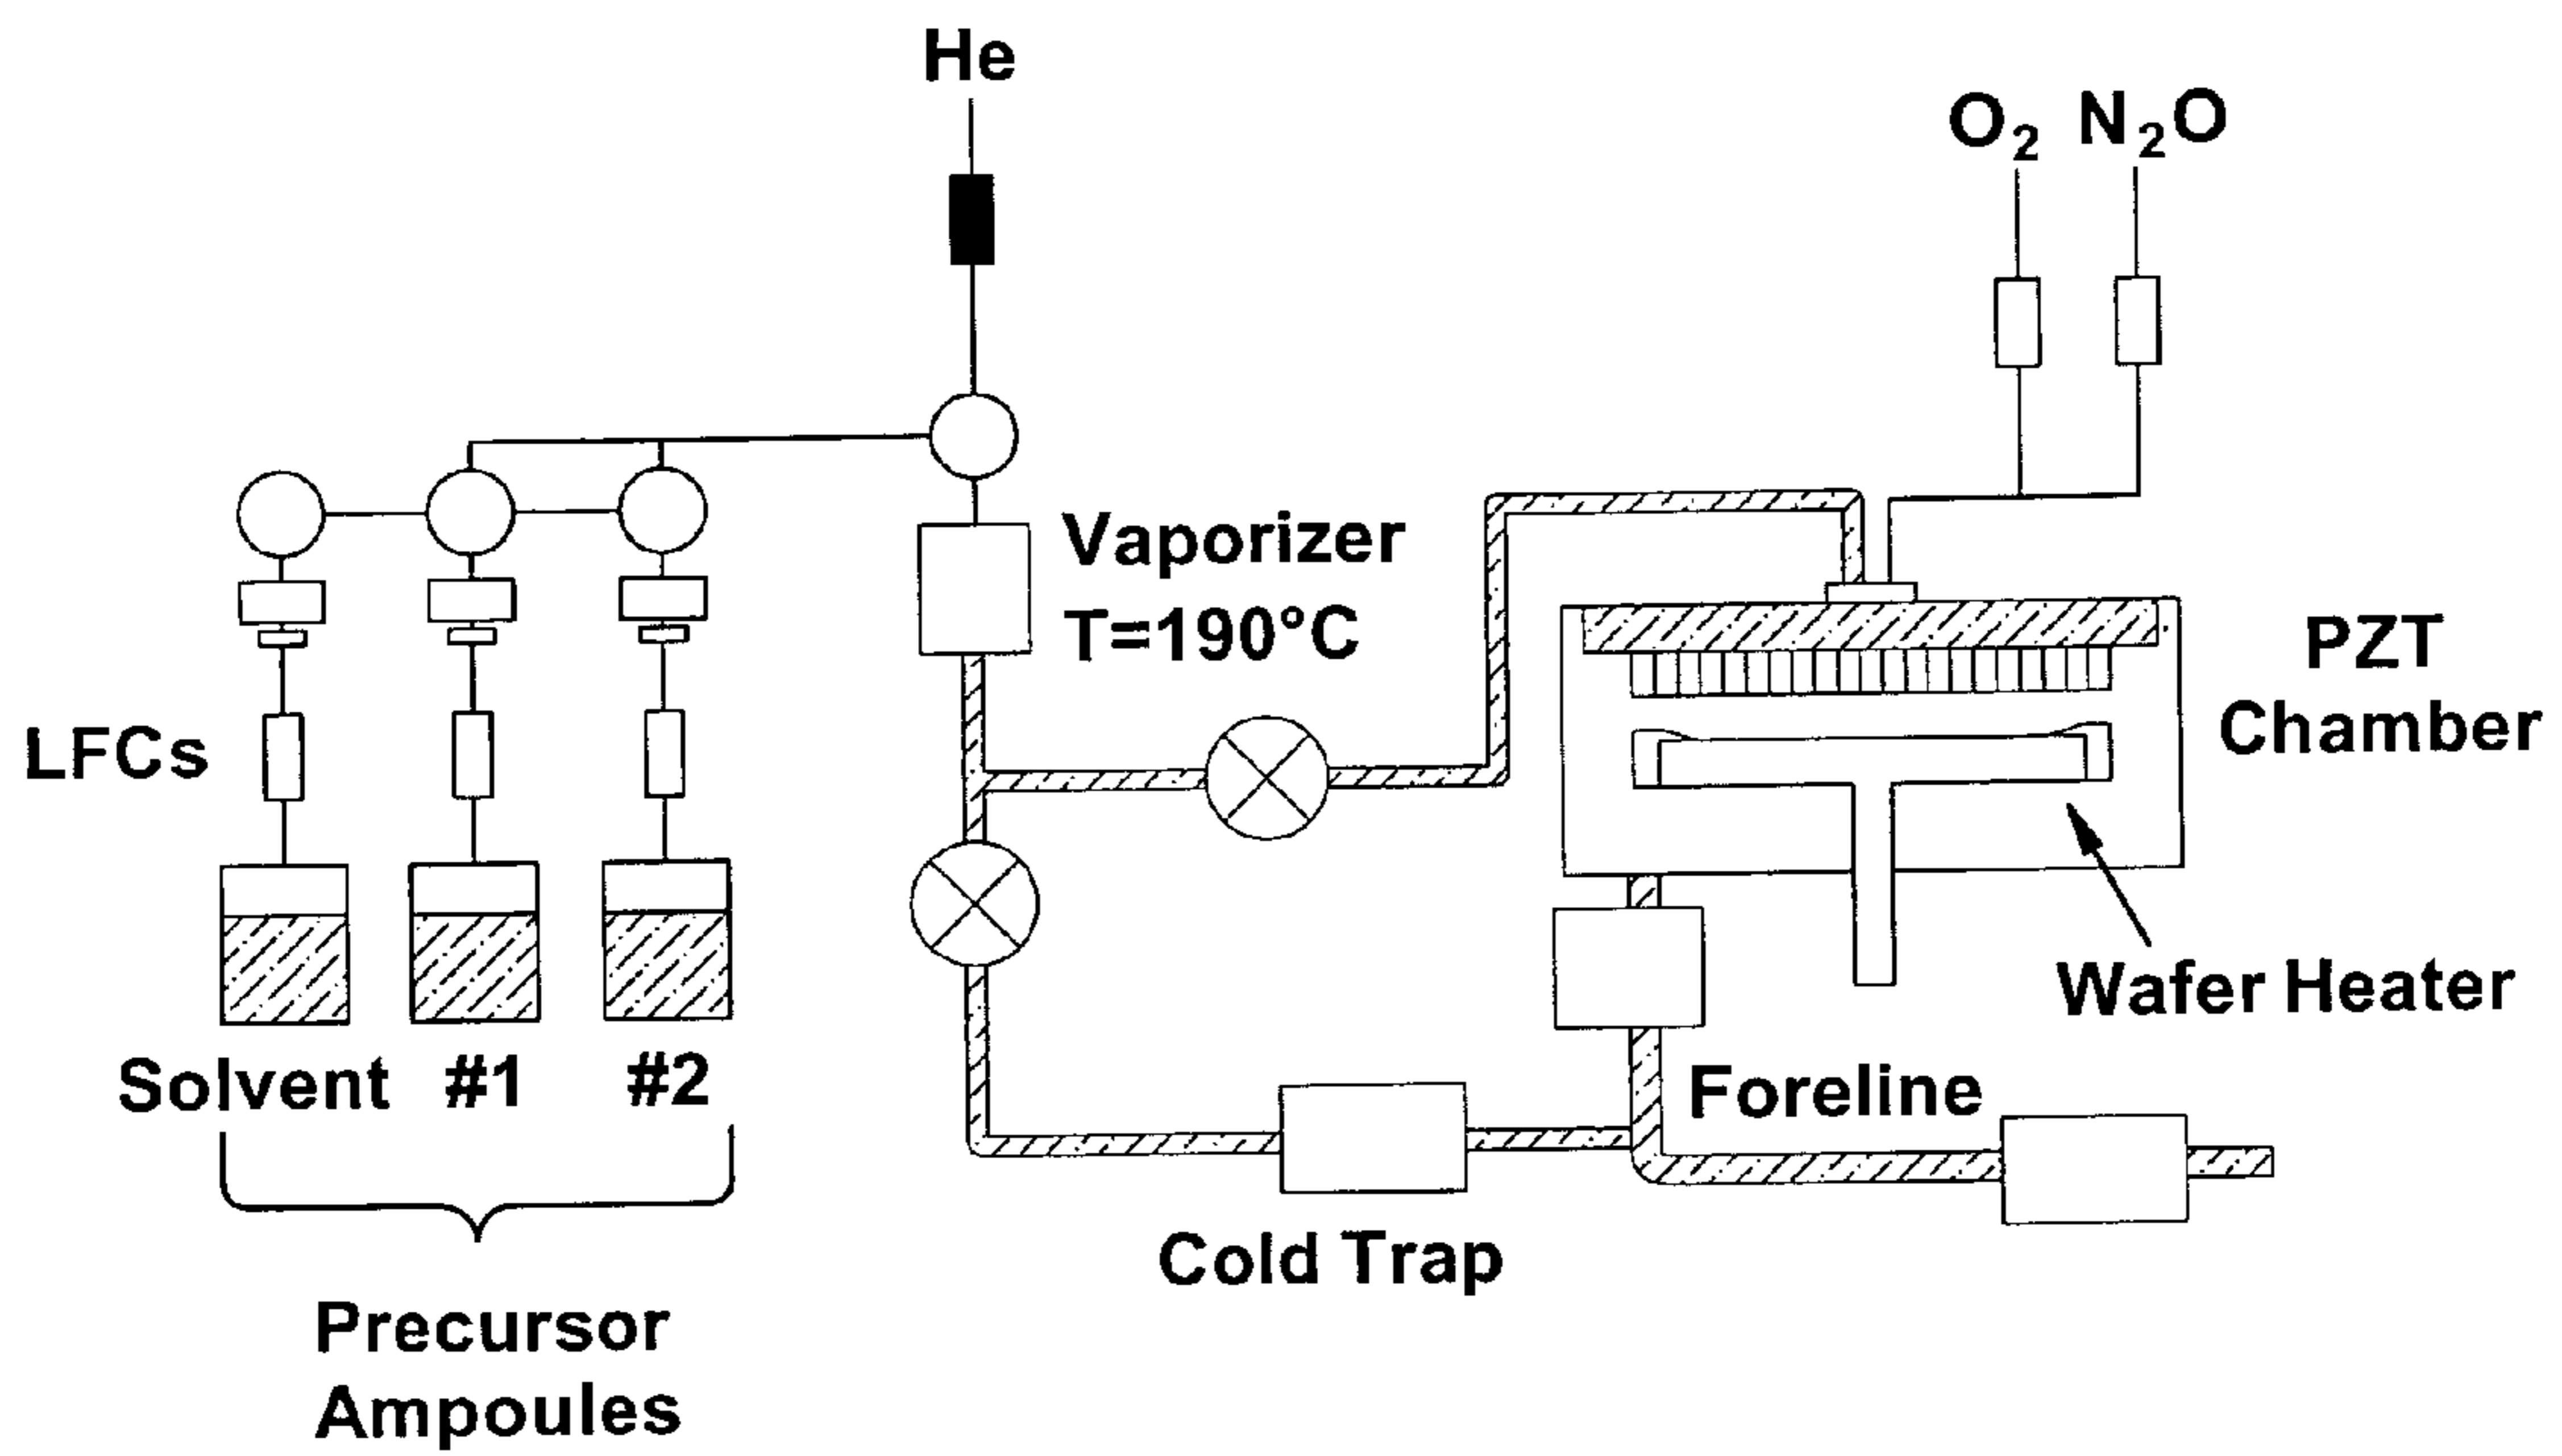 He
O₂ N₂O
Vaporizer
T=190°C
PZT
Chamber
LFCs
Wafer Heater
Solvent #1 #2
Foreline
Cold Trap
Precursor
Ampoules